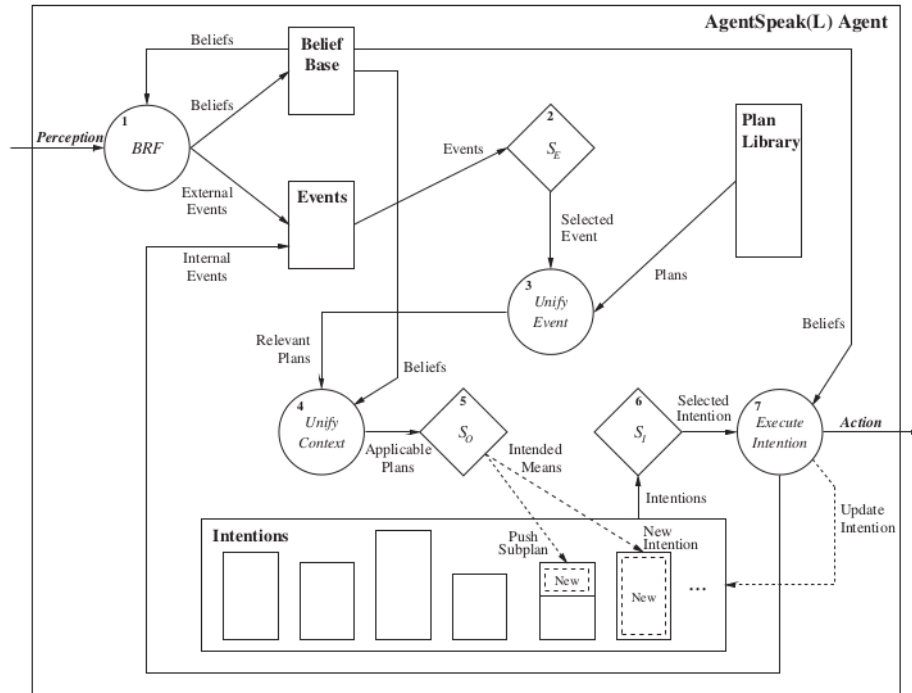 AgentSpeak(L) Agent
Beliefs
Belief
Base
Beliefs
1
Perception
BRF
2
S_E
Plan
Library
Events
External
Events
Events
Selected
Event
Internal
Events
Plans
3
Unify
Event
Relevant
Plans
Beliefs
Beliefs
4
Unify
Context
Applicable
Plans
5
S_O
Intended
Means
6
S_I
Selected
Intention
7
Execute
Intention
Action
Intentions
Update
Intention
Intentions
Push
Subplan
New
Intention
New
New
...